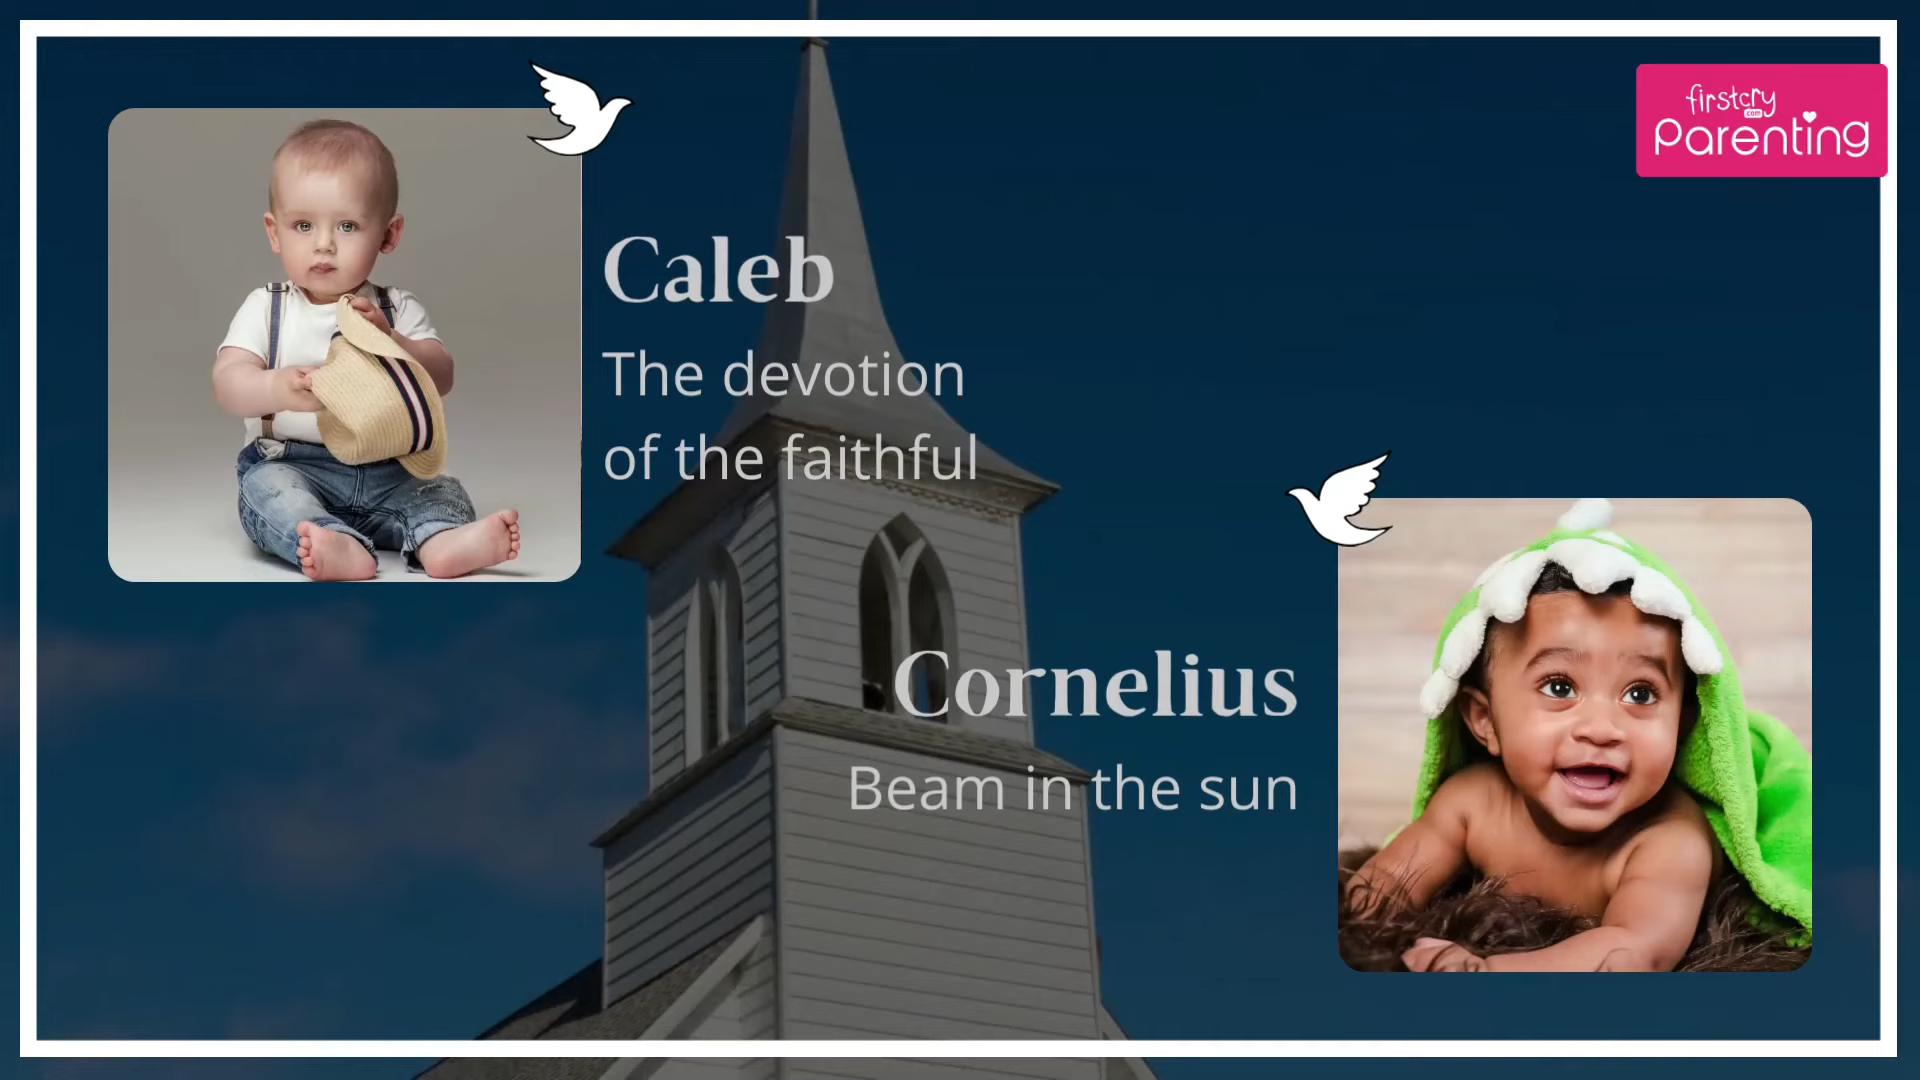 firstcry
.com
Parenting
Caleb
The devotion
of the faithful
Cornelius
Beam in the sun